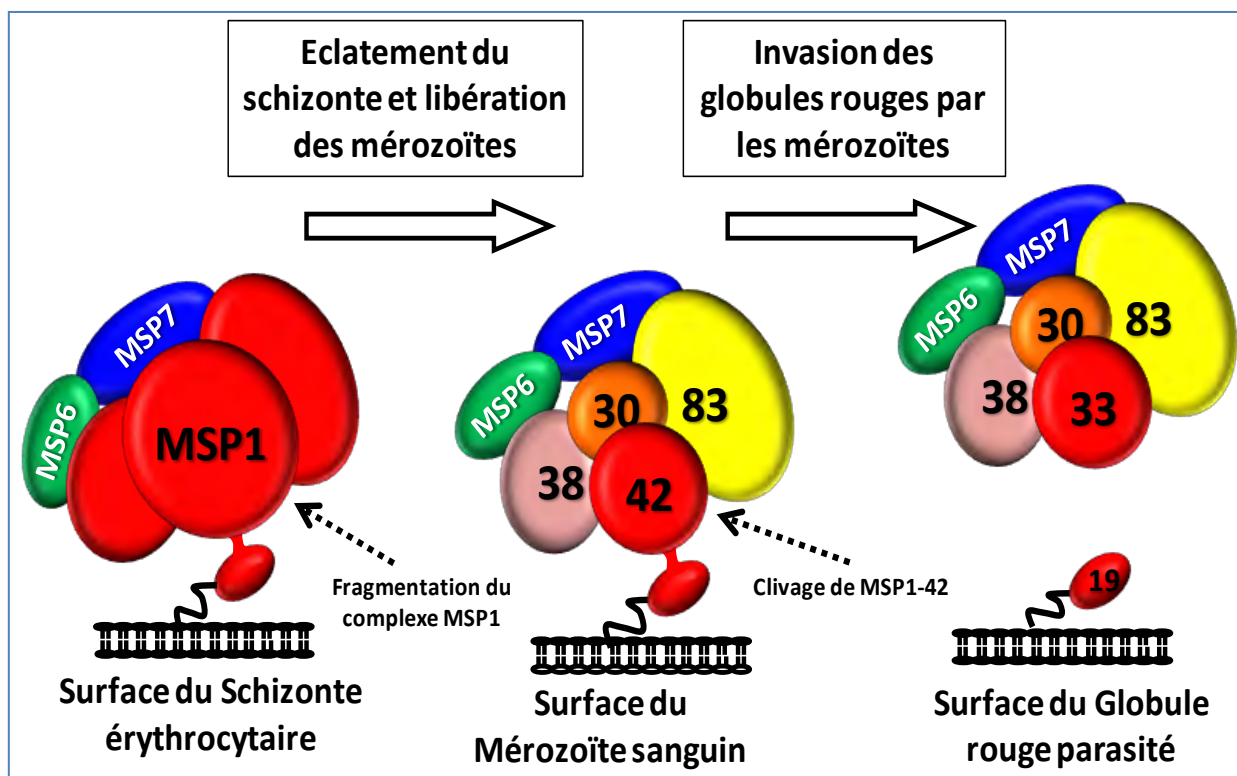 Eclatement du
schizonte et libération
des mérozoïtes
Invasion des
globules rouges par
les mérozoïtes
MSP7
MSP6
MSP1
Fragmentation du
complexe MSP1
Surface du Schizonte
érythrocytaire
MSP7
MSP6
30
83
38
42
Clivage de MSP1-42
Surface du
Mérozoïte sanguin
MSP7
MSP6
30
83
38
33
19
Surface du Globule
rouge parasité